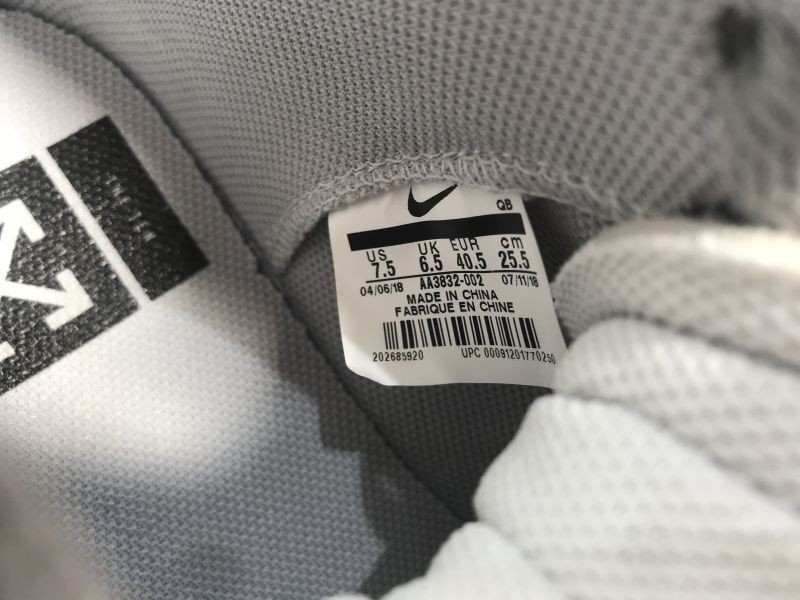 QB
US UK EUR cm
7.5 6.5 40.5 25.5
04/06/18 AA3832-002 07/11/18
MADE IN CHINA
FABRIQUE EN CHINE
202685920 UPC 00091201770250